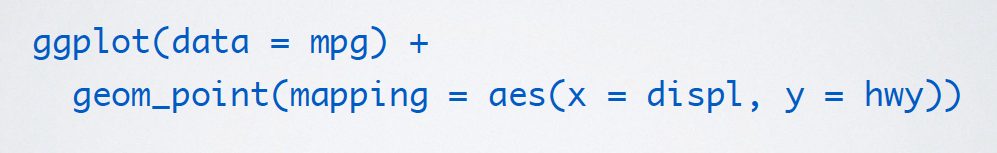 ggplot(data = mpg) +
  geom_point(mapping = aes(x = displ, y = hwy))